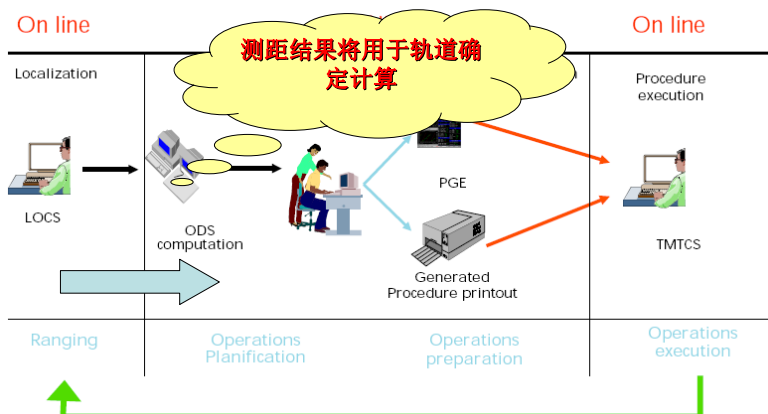 On line
On line
测距结果将用于轨道确
定计算
Localization
Procedure
execution
LOCS
ODS
computation
PGE
Generated
Procedure printout
TMTCS
Ranging
Operations
Planification
Operations
preparation
Operations
execution